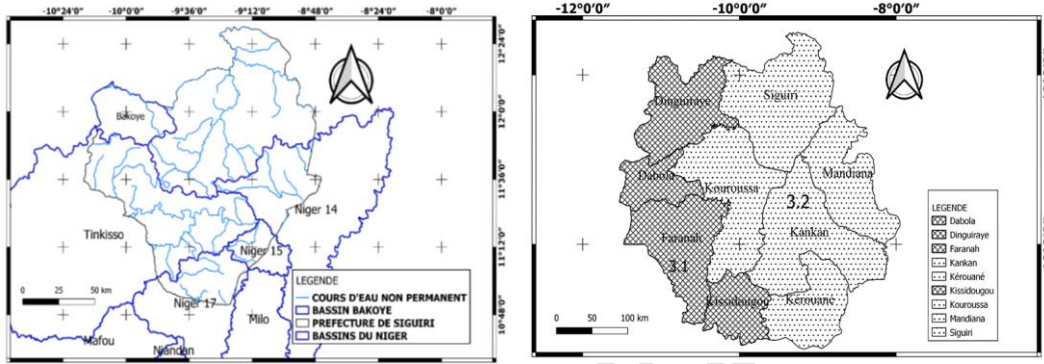 -10°24'0" -10°0'0" -9°36'0" -9°12'0" -8°48'0" -8°24'0" -8°0'0"
12°24'0"
12°0'0"
11°36'0"
11°12'0"
10°48'0"
Bakoye
Niger 14
Tinkisso
Niger 15
Niger 17
Milo
Mafou
Niandan
0 25 50 km
LEGENDE
COURS D'EAU NON PERMANENT
BASSIN BAKOYE
PREFECTURE DE SIGUIRI
BASSINS DU NIGER
-12°0'0" -10°0'0" -8°0'0"
Siguiri
Dinguiraye
Dabola
Kouroussa
Mandiana
3.2
Kankan
Faranah
3.1
Kissidougou
Kérouané
0 50 100 km
LEGENDE
Dabola
Dinguiraye
Faranah
Kankan
Kérouané
Kissidougou
Kouroussa
Mandiana
Siguiri